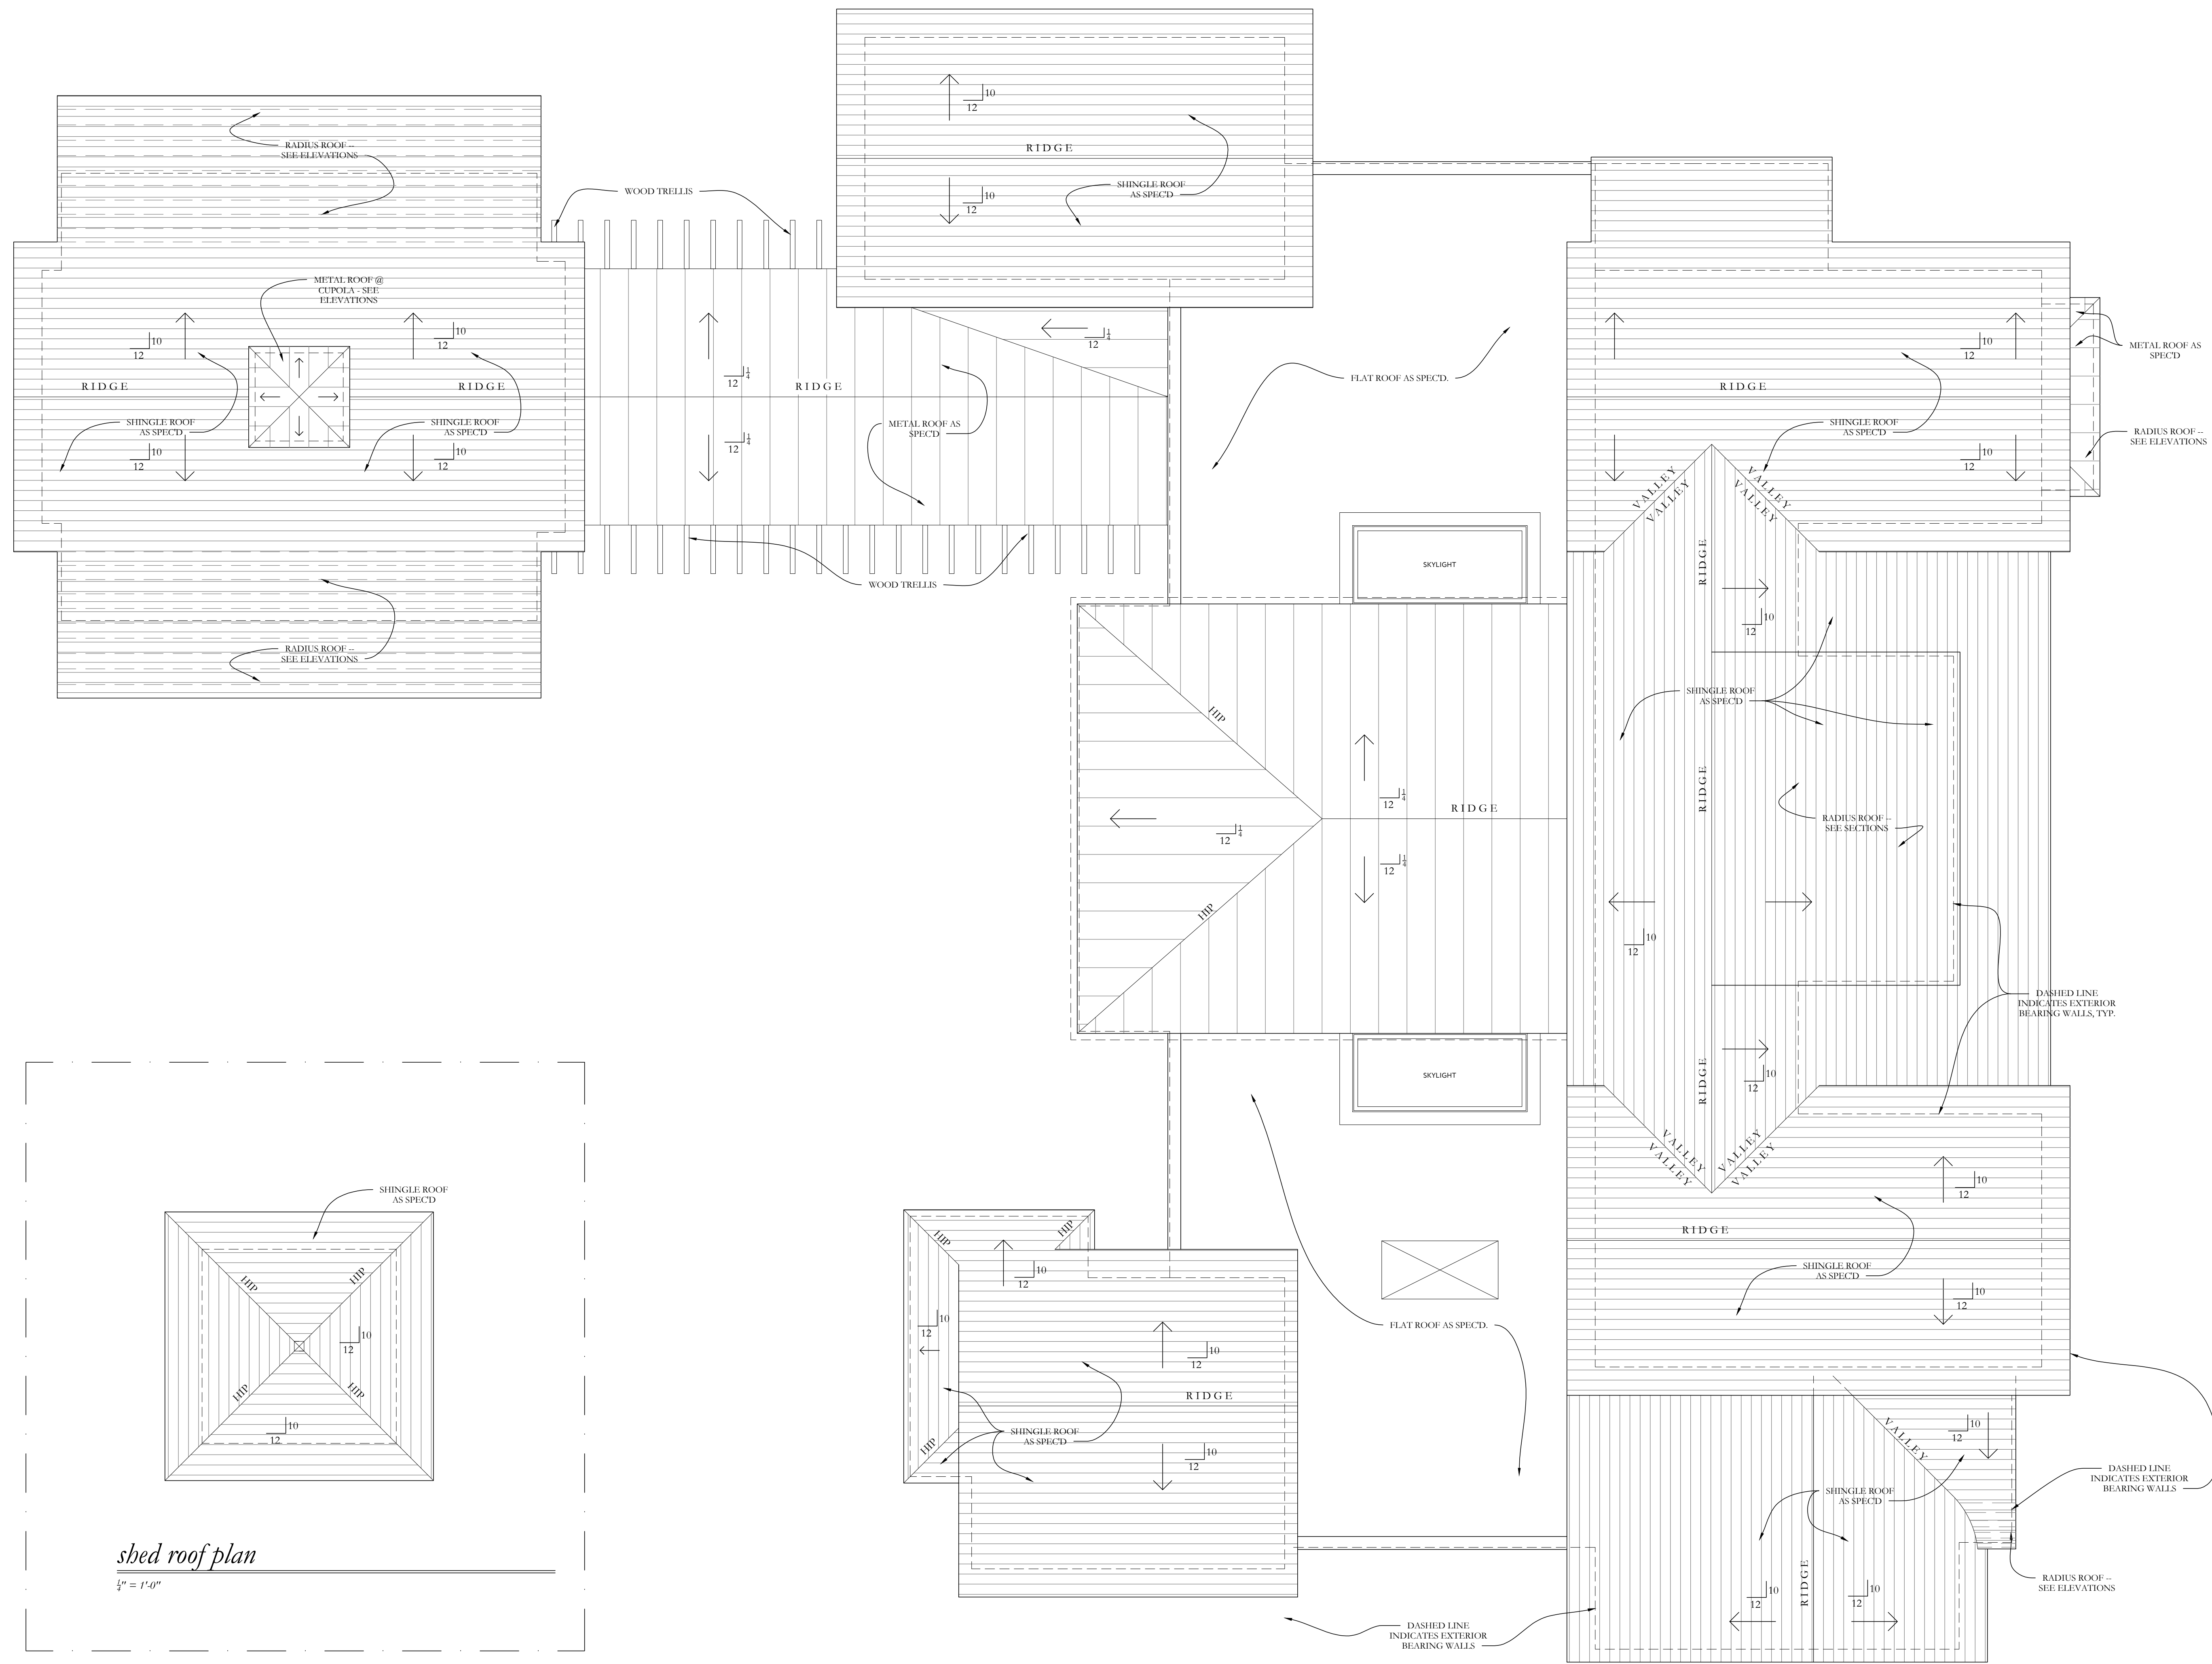 10
12
RIDGE
10
12
SHINGLE ROOF
AS SPEC'D
RADIUS ROOF --
SEE ELEVATIONS
WOOD TRELLIS
METAL ROOF @
CUPOLA - SEE
ELEVATIONS
10
12
10
12
RIDGE
RIDGE
SHINGLE ROOF
AS SPEC'D
SHINGLE ROOF
AS SPEC'D
10
12
10
12
1/4
12
RIDGE
1/4
12
1/4
12
METAL ROOF AS
SPEC'D
WOOD TRELLIS
RADIUS ROOF --
SEE ELEVATIONS
FLAT ROOF AS SPEC'D.
10
12
METAL ROOF AS
SPEC'D
RIDGE
SHINGLE ROOF
AS SPEC'D
RADIUS ROOF --
SEE ELEVATIONS
10
12
VALLEY
VALLEY
VALLEY
VALLEY
RIDGE
SKYLIGHT
10
12
SHINGLE ROOF
AS SPEC'D
HIP
RIDGE
1/4
12
RIDGE
1/4
12
1/4
12
RADIUS ROOF --
SEE SECTIONS
HIP
10
12
DASHED LINE
INDICATES EXTERIOR
BEARING WALLS, TYP.
SKYLIGHT
RIDGE
10
12
VALLEY
VALLEY
VALLEY
VALLEY
10
12
RIDGE
SHINGLE ROOF
AS SPEC'D
10
12
SHINGLE ROOF
AS SPEC'D
HIP
HIP
10
12
HIP
HIP
10
12
shed roof plan
1/4" = 1'-0"
HIP
HIP
10
12
10
12
10
12
FLAT ROOF AS SPEC'D.
RIDGE
SHINGLE ROOF
AS SPEC'D
HIP
10
12
VALLEY
10
12
DASHED LINE
INDICATES EXTERIOR
BEARING WALLS
SHINGLE ROOF
AS SPEC'D
RIDGE
10
12
10
12
RADIUS ROOF --
SEE ELEVATIONS
DASHED LINE
INDICATES EXTERIOR
BEARING WALLS